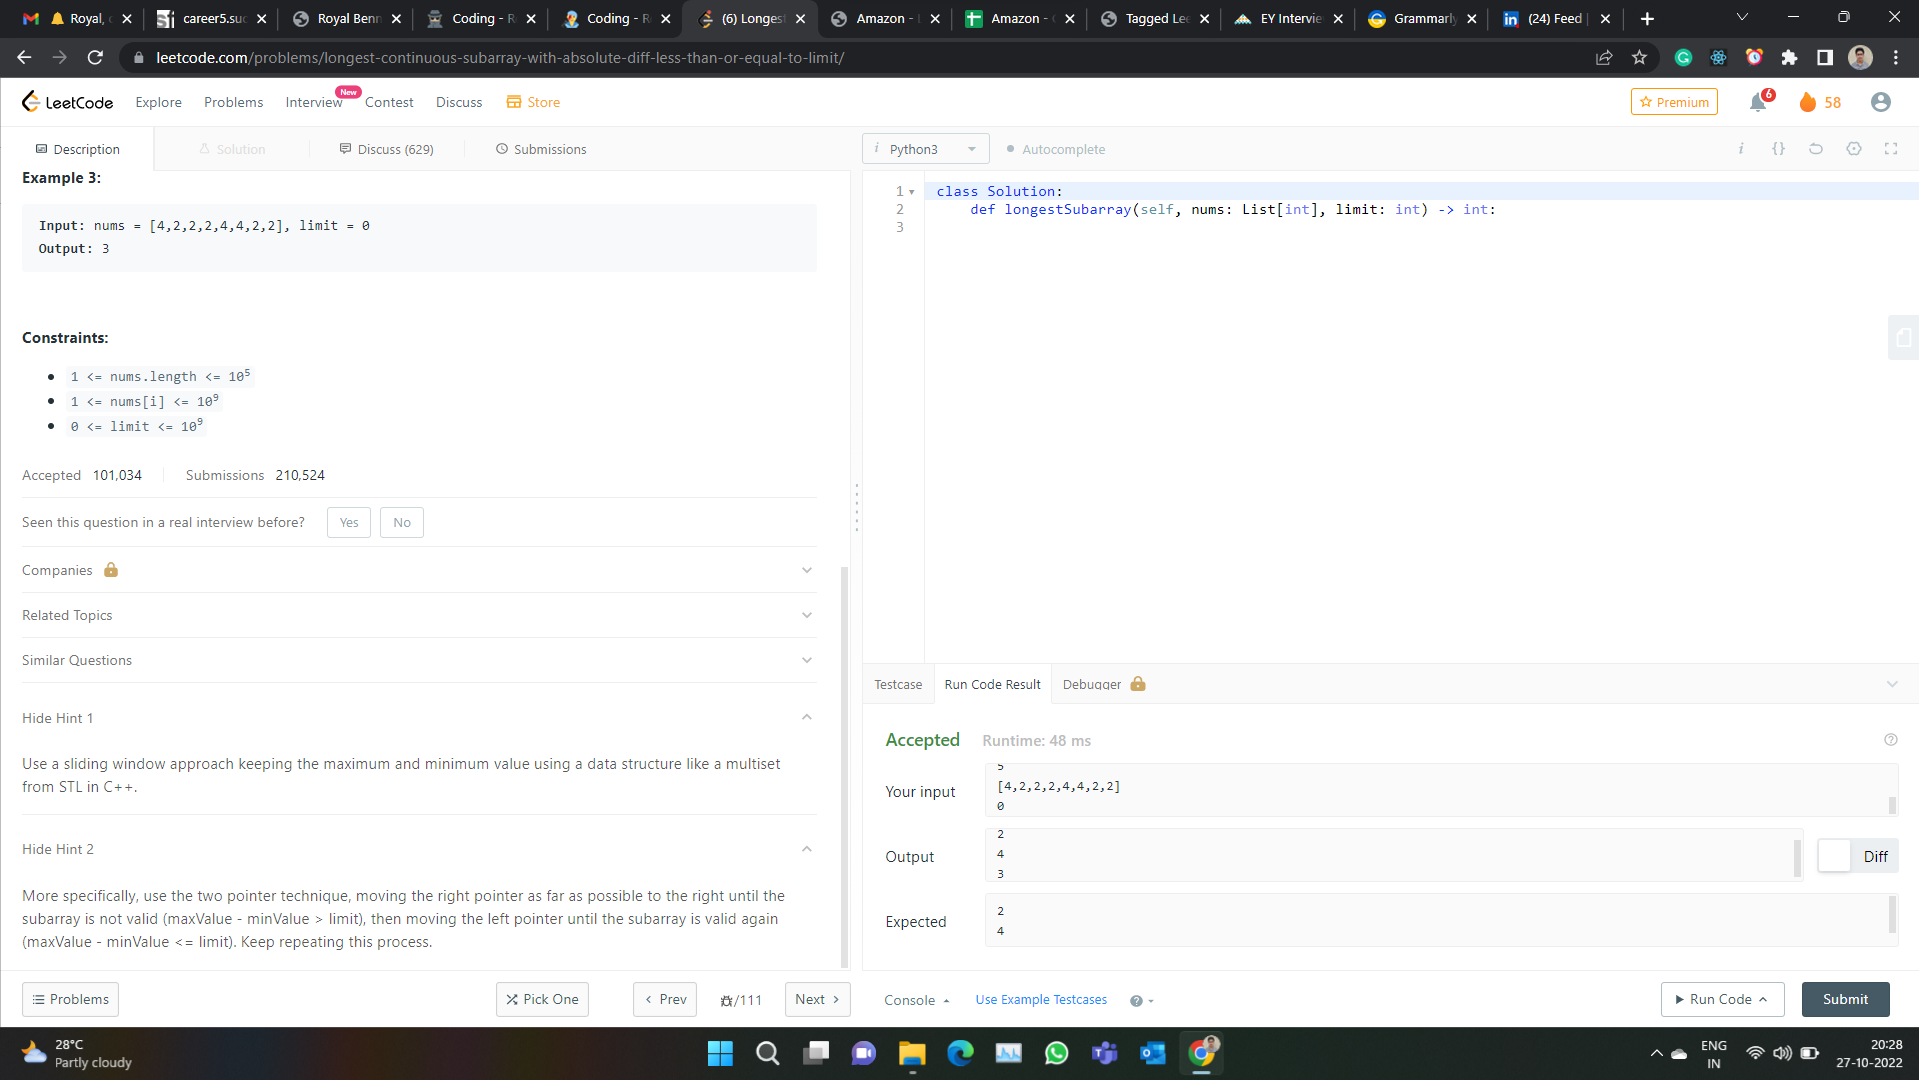 Royal,
career5.suc
Royal Benn
Coding - R
Coding - R
(6) Longes
Amazon - 
Amazon - 
Tagged Lee
EY Intervie
Grammarly
(24) Feed
leetcode.com/problems/longest-continuous-subarray-with-absolute-diff-less-than-or-equal-to-limit/
LeetCode
Explore
Problems
Interview
New
Contest
Discuss
Store
Premium
6
58
Description
Solution
Discuss (629)
Submissions
Example 3:
Input: nums = [4,2,2,2,4,4,2,2], limit = 0
Output: 3
Constraints:
1 <= nums.length <= 10⁵
1 <= nums[i] <= 10⁹
0 <= limit <= 10⁹
Accepted 101,034 Submissions 210,524
Seen this question in a real interview before? Yes No
Companies
Related Topics
Similar Questions
Hide Hint 1
Use a sliding window approach keeping the maximum and minimum value using a data structure like a multiset
from STL in C++.
Hide Hint 2
More specifically, use the two pointer technique, moving the right pointer as far as possible to the right until the
subarray is not valid (maxValue - minValue > limit), then moving the left pointer until the subarray is valid again
(maxValue - minValue <= limit). Keep repeating this process.
Problems
Pick One
Prev
/111
Next
i Python3
Autocomplete
i {}
1 class Solution:
2 def longestSubarray(self, nums: List[int], limit: int) -> int:
3
Testcase
Run Code Result
Debugger
Accepted Runtime: 48 ms
Your input
5
[4,2,2,2,4,4,2,2]
0
Output
2
4
3
Diff
Expected
2
4
Console
Use Example Testcases
Run Code
Submit
28°C
Partly cloudy
ENG
IN
20:28
27-10-2022